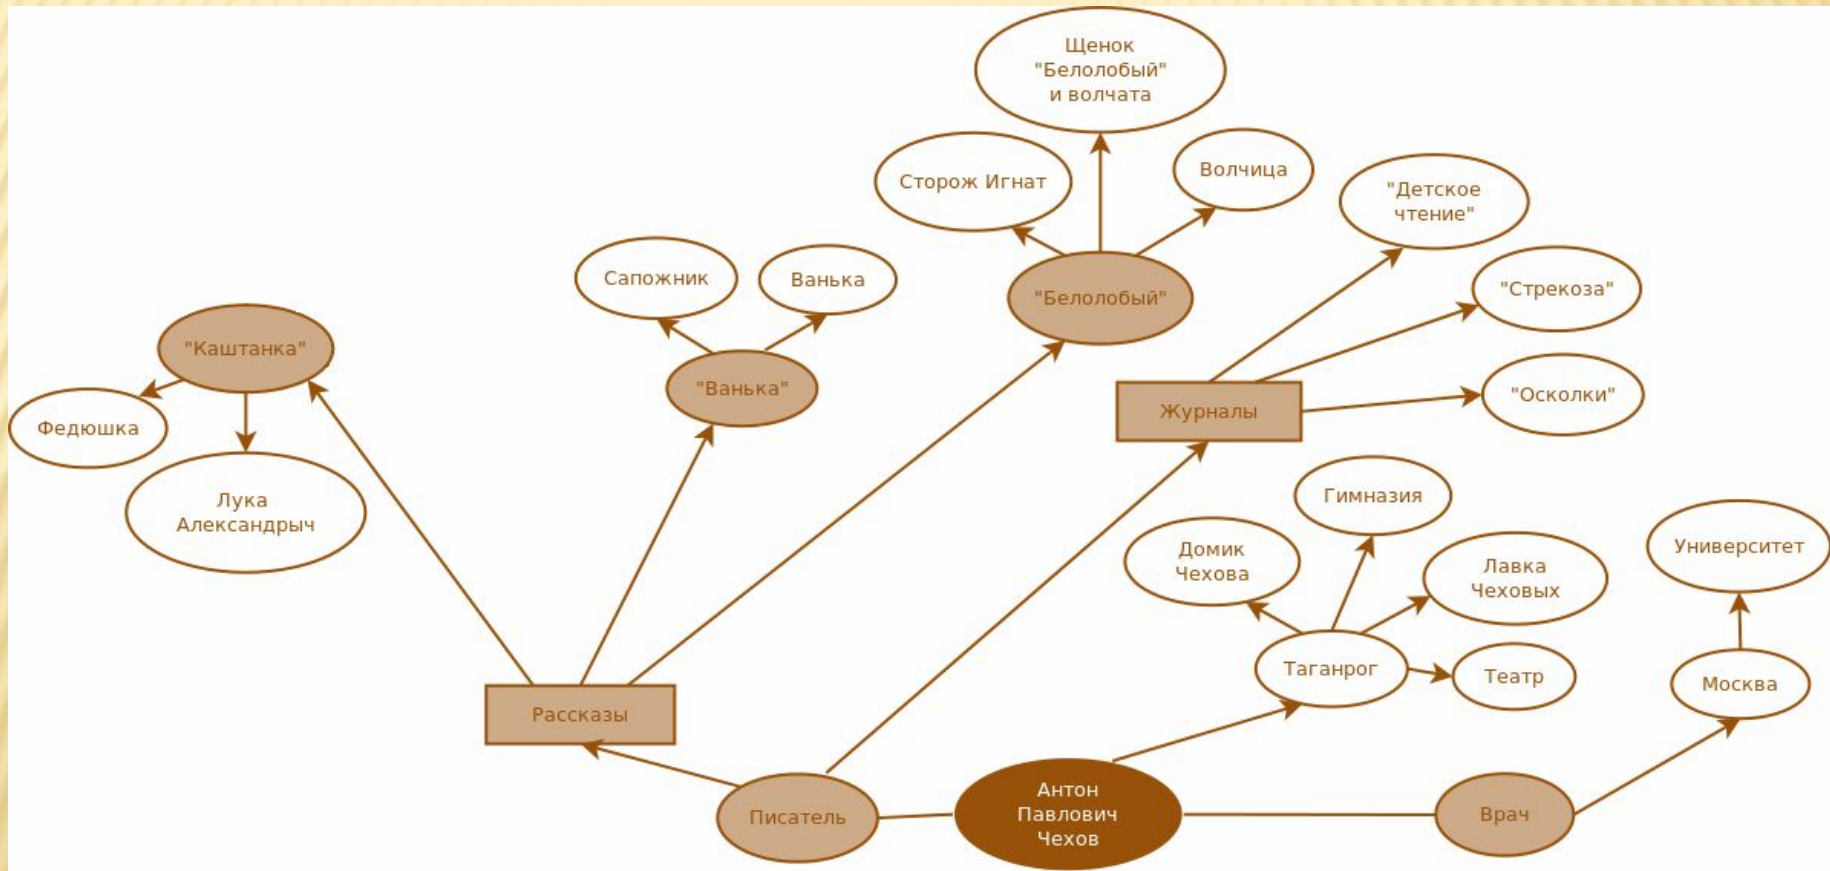 Щенок
"Белолобый"
и волчата
Сторож Игнат
Волчица
"Детское
чтение"
Сапожник
Ванька
"Белолобый"
"Стрекоза"
"Каштанка"
"Ванька"
Журналы
"Осколки"
Федюшка
Лука
Александрыч
Гимназия
Домик
Чехова
Лавка
Чеховых
Университет
Таганрог
Театр
Москва
Рассказы
Писатель
Антон
Павлович
Чехов
Врач